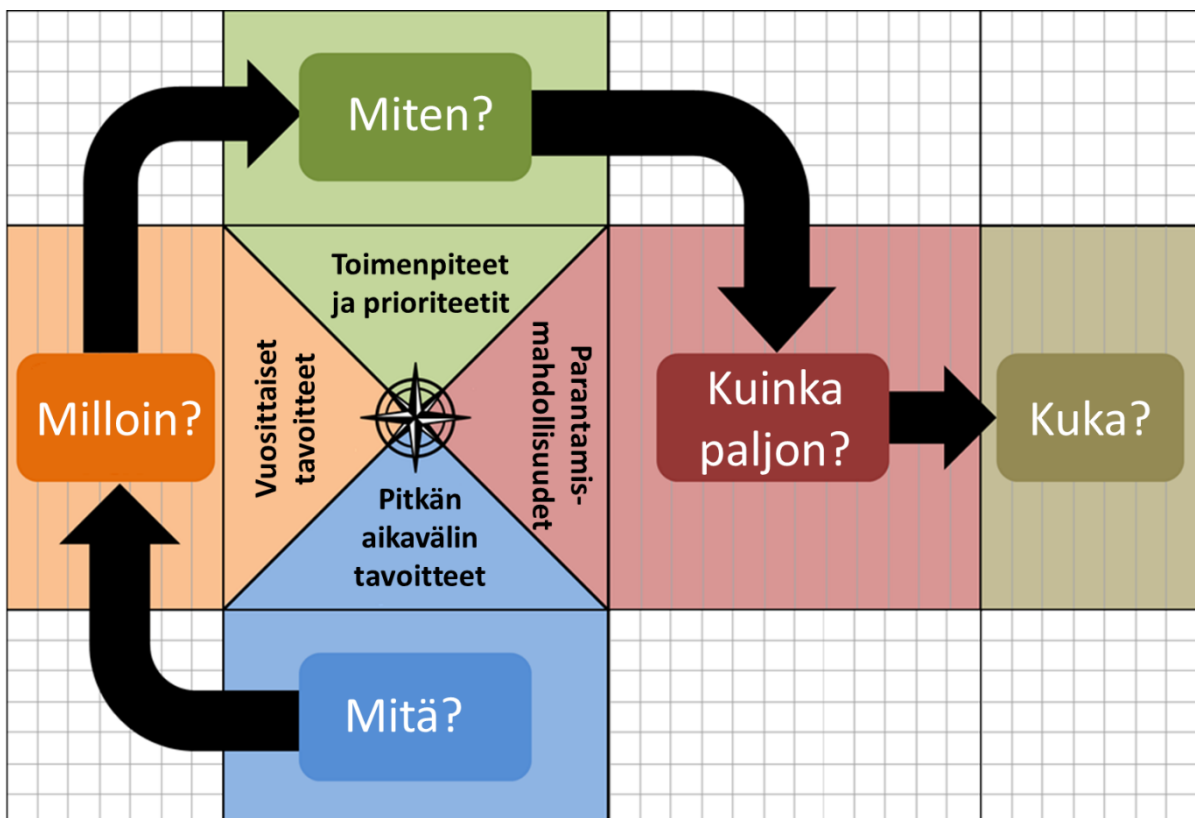 Miten?
Toimenpiteet
ja prioriteetit
Milloin?
Vuosittaiset
tavoitteet
Parantamis-
mahdollisuudet
Kuinka
paljon?
Kuka?
Pitkän
aikavälin
tavoitteet
Mitä?